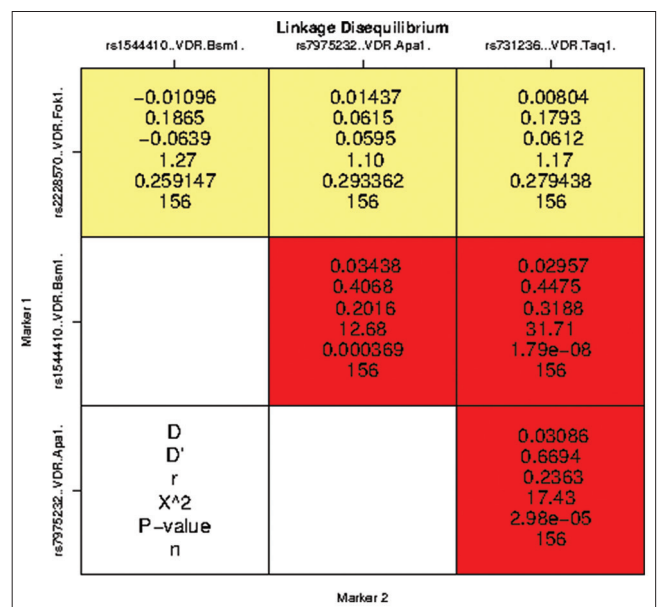 Linkage Disequilibrium
rs1544410..VDR.Bsm1. rs7975232..VDR.Apa1. rs731236...VDR.Taq1.
rs2228570..VDR.Fok1.
−0.01096
0.1865
−0.0639
1.27
0.259147
156
0.01437
0.0615
0.0595
1.10
0.293362
156
0.00804
0.1793
0.0612
1.17
0.279438
156
Marker 1
rs1544410..VDR.Bsm1.
0.03438
0.4068
0.2016
12.68
0.000369
156
0.02957
0.4475
0.3188
31.71
1.79e−08
156
rs7975232..VDR.Apa1.
D
D'
r
X^2
P−value
n
0.03086
0.6694
0.2363
17.43
2.98e−05
156
Marker 2